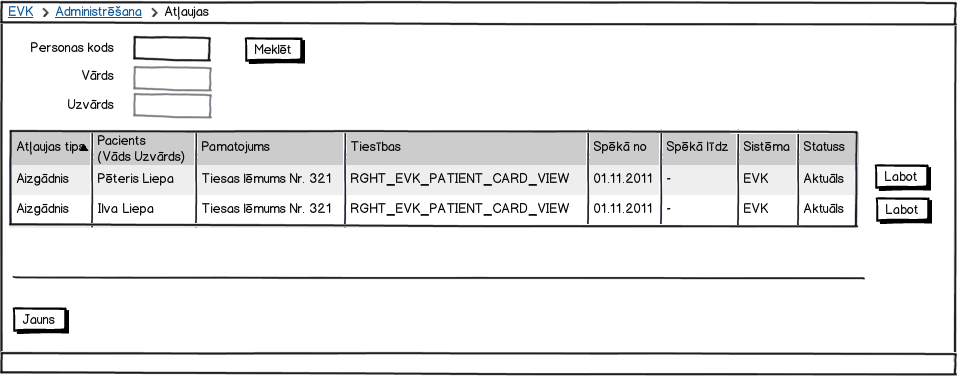 EVK > Administrēšana > Atļaujas
Personas kods Meklēt
Vārds
Uzvārds
Atļaujas tips Pacients (Vāds Uzvārds) Pamatojums Tiesības Spēkā no Spēkā līdz Sistēma Statuss
Aizgādnis Pēteris Liepa Tiesas lēmums Nr. 321 RGHT_EVK_PATIENT_CARD_VIEW 01.11.2011 - EVK Aktuāls Labot
Aizgādnis Ilva Liepa Tiesas lēmums Nr. 321 RGHT_EVK_PATIENT_CARD_VIEW 01.11.2011 - EVK Aktuāls Labot
Jauns